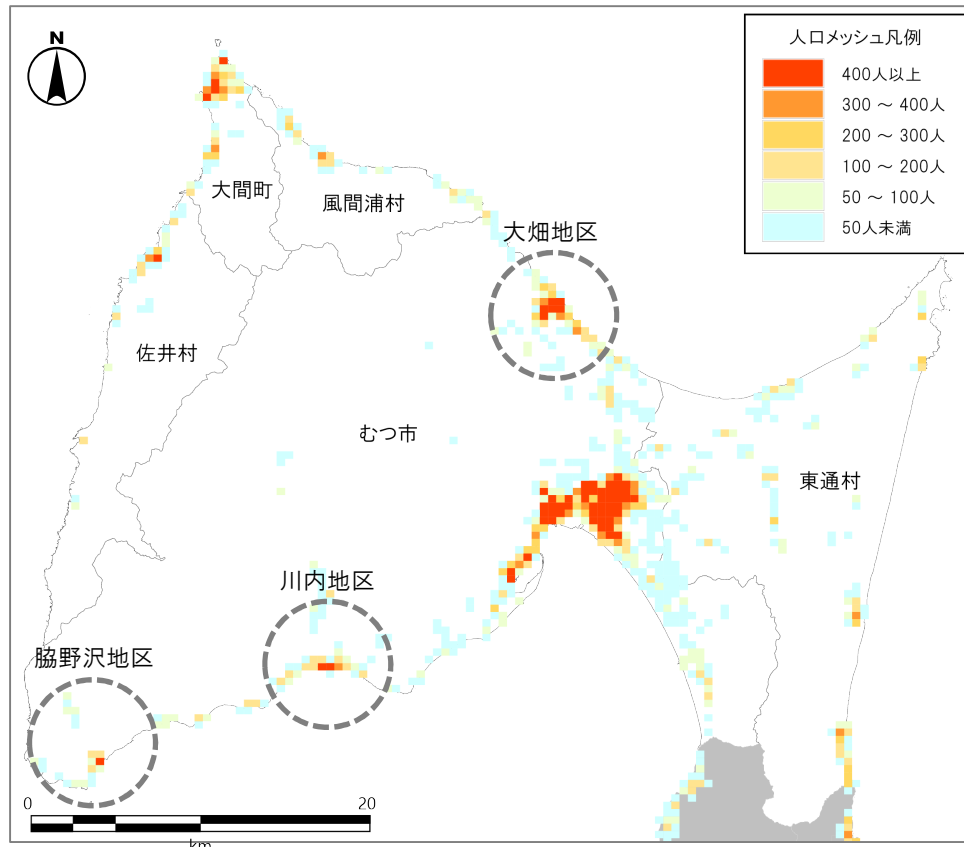 N
人口メッシュ凡例
400人以上
300 ～ 400人
200 ～ 300人
100 ～ 200人
50 ～ 100人
50人未満
大間町
風間浦村
大畑地区
佐井村
むつ市
東通村
川内地区
脇野沢地区
0
20
km